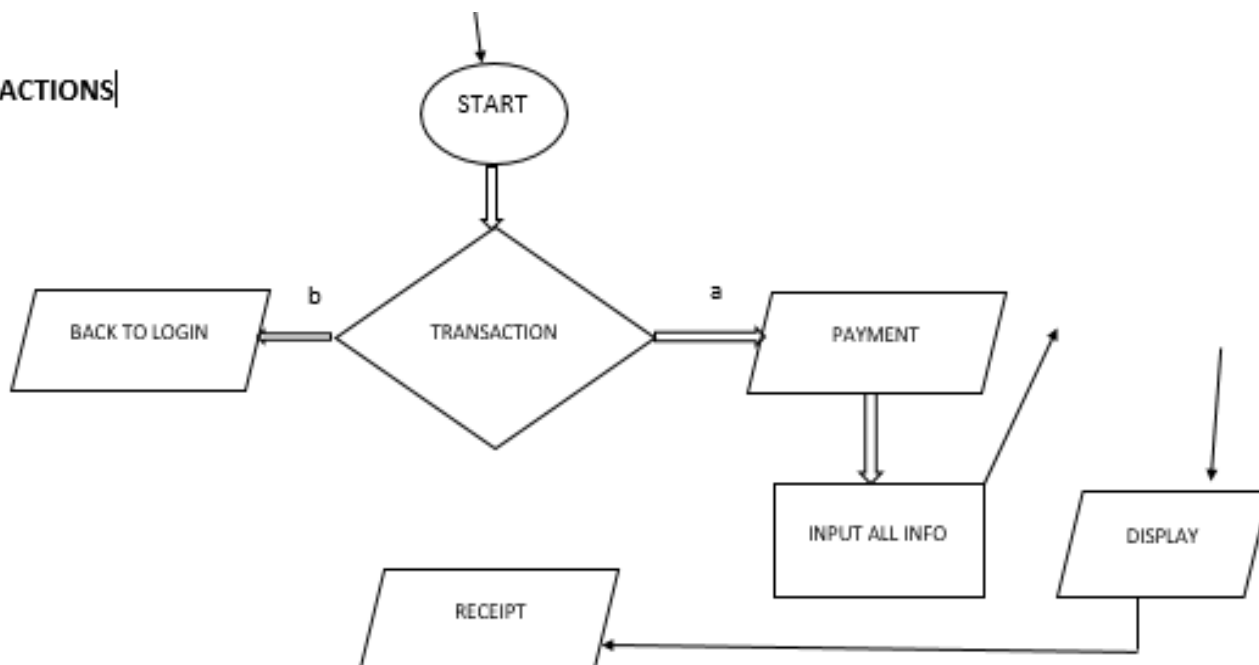 ACTIONS
START
b
a
BACK TO LOGIN
TRANSACTION
PAYMENT
INPUT ALL INFO
DISPLAY
RECEIPT